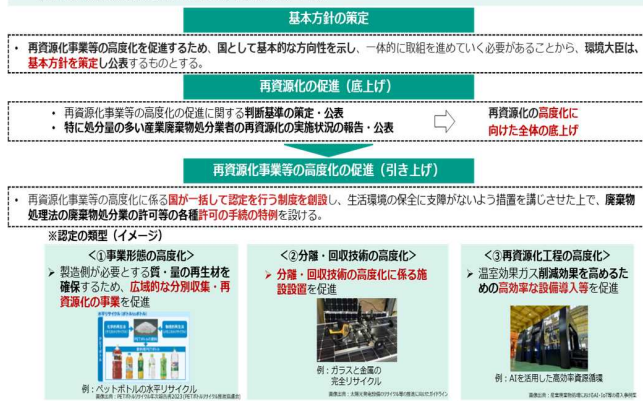 基本方針の策定
・ 再資源化事業等の高度化を促進するため、国として基本的な方向性を示し、一体的に取組を進めていく必要があることから、環境大臣は、
基本方針を策定し公表するものとする。
再資源化の促進（底上げ）
・ 再資源化事業等の高度化の促進に関する判断基準の策定・公表
・ 特に処分量の多い産業廃棄物処分業者の再資源化の実施状況の報告・公表
再資源化の高度化に
向けた全体の底上げ
再資源化事業等の高度化の促進（引き上げ）
・ 再資源化事業等の高度化に係る国が一括して認定を行う制度を創設し、生活環境の保全に支障がないよう措置を講じさせた上で、廃棄物
処理法の廃棄物処分業の許可等の各種許可の手続の特例を設ける。
※認定の類型（イメージ）
＜①事業形態の高度化＞
➤ 製造側が必要とする質・量の再生材を
確保するため、広域的な分別収集・再
資源化の事業を促進
例：ペットボトルの水平リサイクル
＜②分離・回収技術の高度化＞
➤ 分離・回収技術の高度化に係る施
設設置を促進
例：ガラスと金属の
完全リサイクル
＜③再資源化工程の高度化＞
➤ 温室効果ガス削減効果を高めるた
めの高効率な設備導入等を促進
例：AIを活用した高効率資源循環